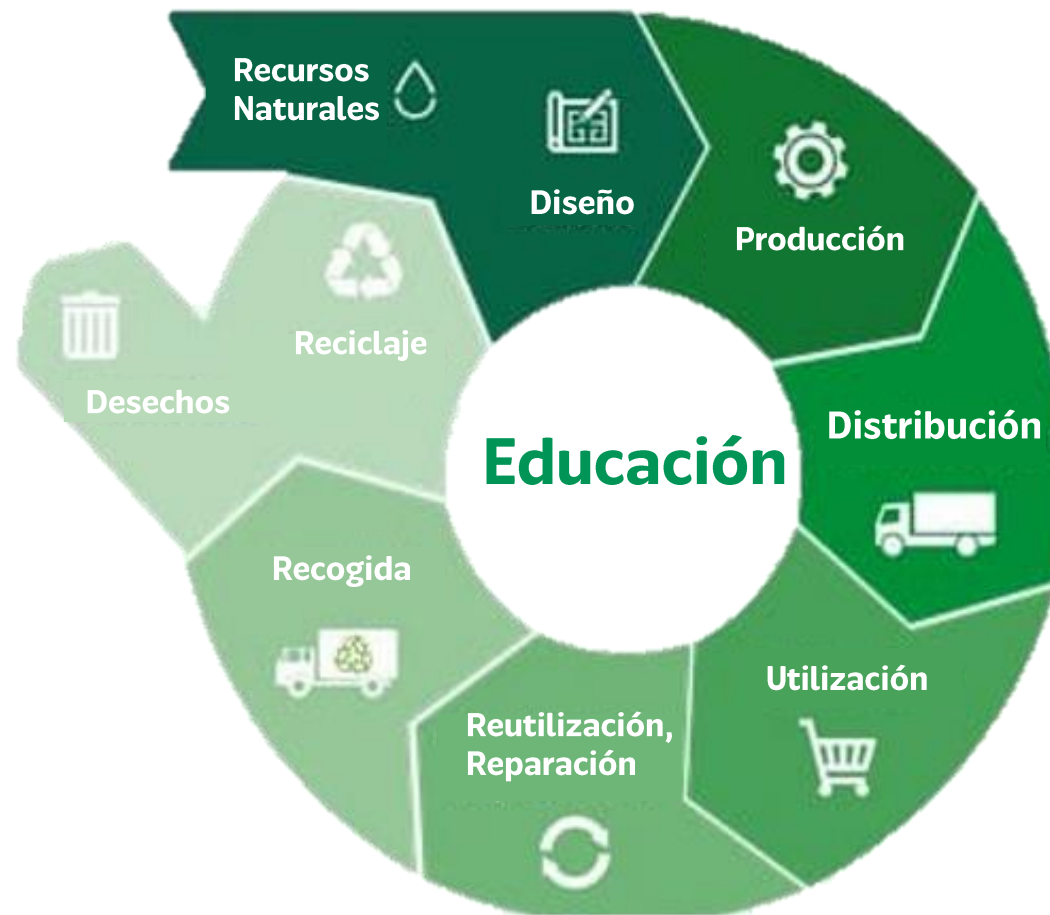 Recursos
Naturales
Diseño
Producción
Distribución
Utilización
Reutilización,
Reparación
Recogida
Reciclaje
Desechos
Educación